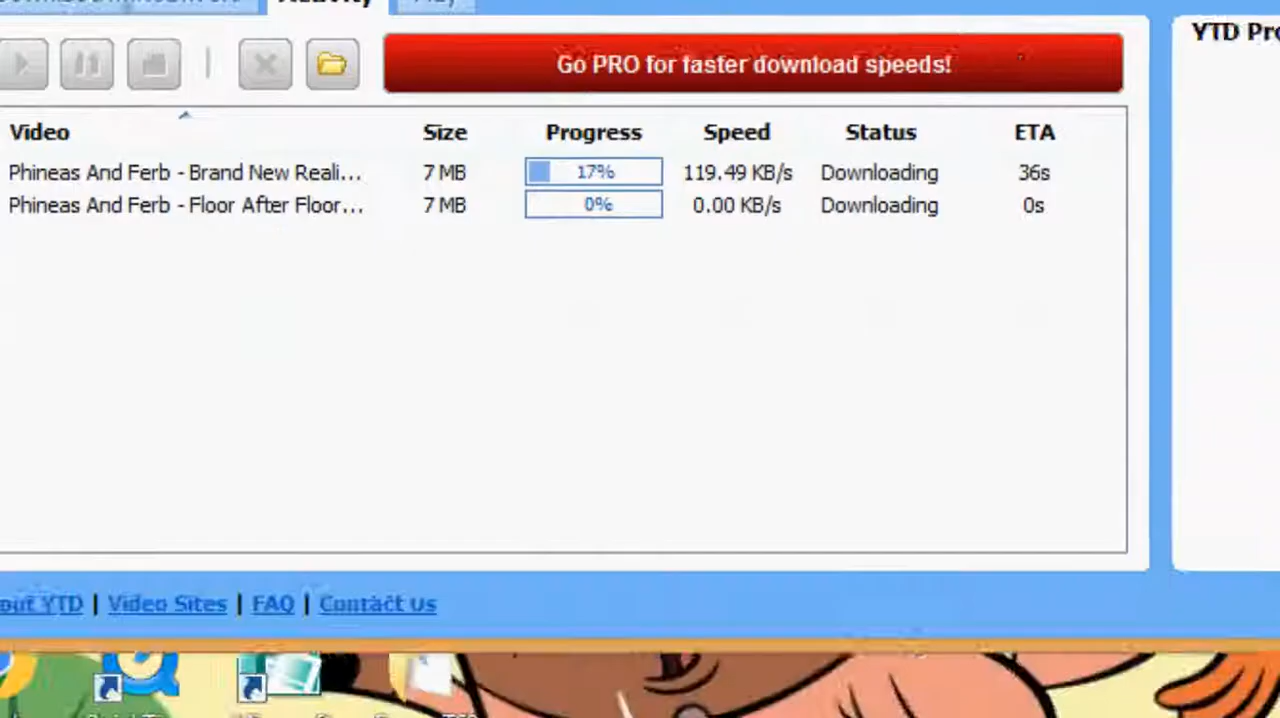 Activity
YTD Pro
Go PRO for faster download speeds!
Video Size Progress Speed Status ETA
Phineas And Ferb - Brand New Reali... 7 MB 17% 119.49 KB/s Downloading 36s
Phineas And Ferb - Floor After Floor... 7 MB 0% 0.00 KB/s Downloading 0s
out YTD | Video Sites | FAQ | Contact Us